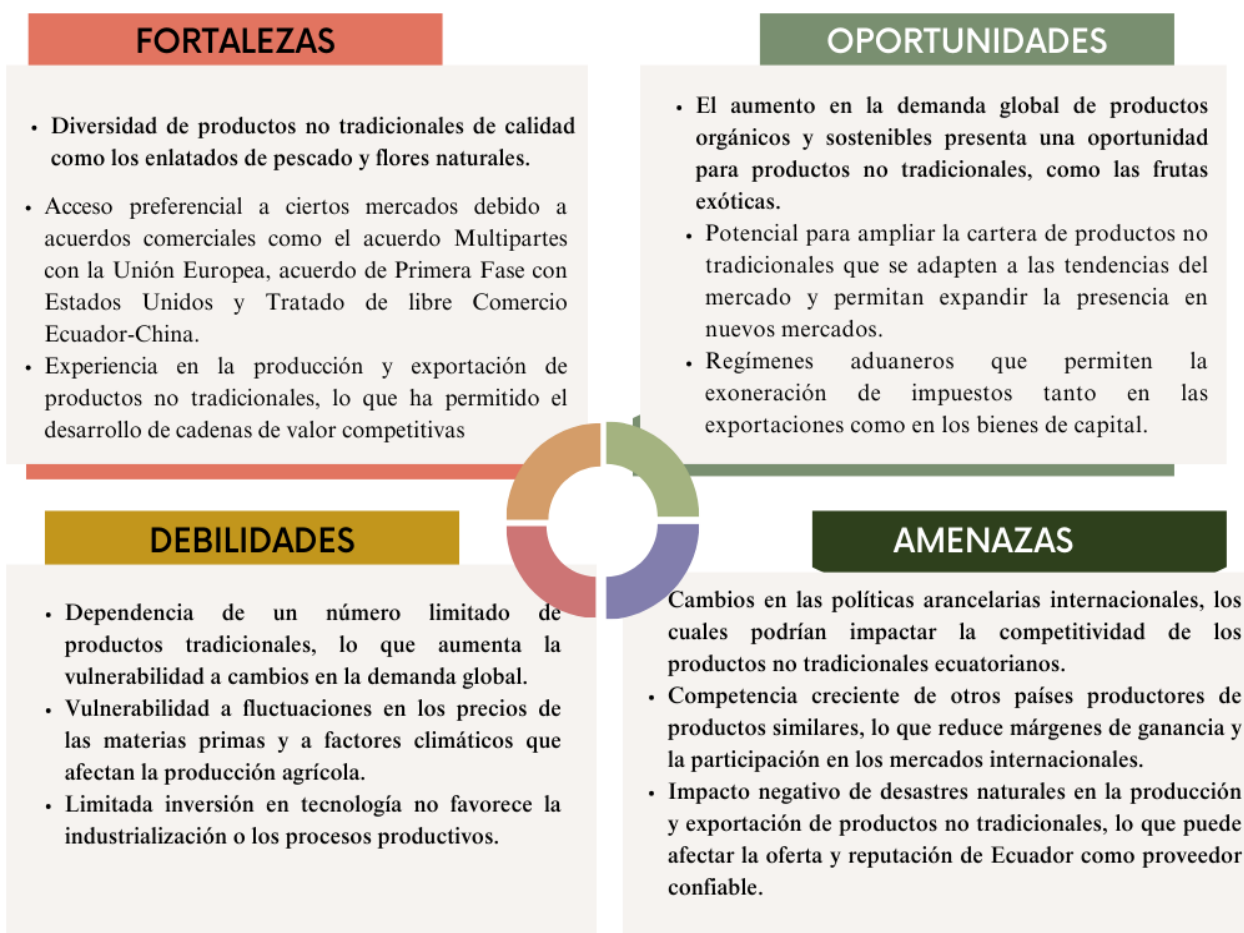 FORTALEZAS
• Diversidad de productos no tradicionales de calidad
como los enlatados de pescado y flores naturales.
• Acceso preferencial a ciertos mercados debido a
acuerdos comerciales como el acuerdo Multipartes
con la Unión Europea, acuerdo de Primera Fase con
Estados Unidos y Tratado de libre Comercio
Ecuador-China.
• Experiencia en la producción y exportación de
productos no tradicionales, lo que ha permitido el
desarrollo de cadenas de valor competitivas
OPORTUNIDADES
• El aumento en la demanda global de productos
orgánicos y sostenibles presenta una oportunidad
para productos no tradicionales, como las frutas
exóticas.
• Potencial para ampliar la cartera de productos no
tradicionales que se adapten a las tendencias del
mercado y permitan expandir la presencia en
nuevos mercados.
• Regímenes aduaneros que permiten la
exoneración de impuestos tanto en las
exportaciones como en los bienes de capital.
DEBILIDADES
• Dependencia de un número limitado de
productos tradicionales, lo que aumenta la
vulnerabilidad a cambios en la demanda global.
• Vulnerabilidad a fluctuaciones en los precios de
las materias primas y a factores climáticos que
afectan la producción agrícola.
• Limitada inversión en tecnología no favorece la
industrialización o los procesos productivos.
AMENAZAS
Cambios en las políticas arancelarias internacionales, los
cuales podrían impactar la competitividad de los
productos no tradicionales ecuatorianos.
• Competencia creciente de otros países productores de
productos similares, lo que reduce márgenes de ganancia y
la participación en los mercados internacionales.
• Impacto negativo de desastres naturales en la producción
y exportación de productos no tradicionales, lo que puede
afectar la oferta y reputación de Ecuador como proveedor
confiable.